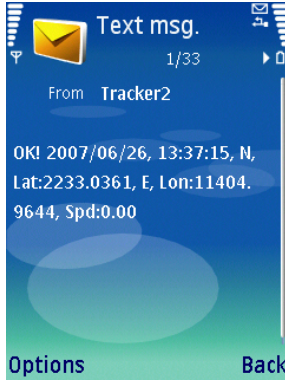 Text msg.
1/33
From Tracker2
OK! 2007/06/26, 13:37:15, N,
Lat:2233.0361, E, Lon:11404.
9644, Spd:0.00
Options Back